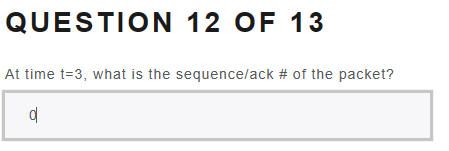 QUESTION 12 OF 13
At time t=3, what is the sequence/ack # of the packet?
0